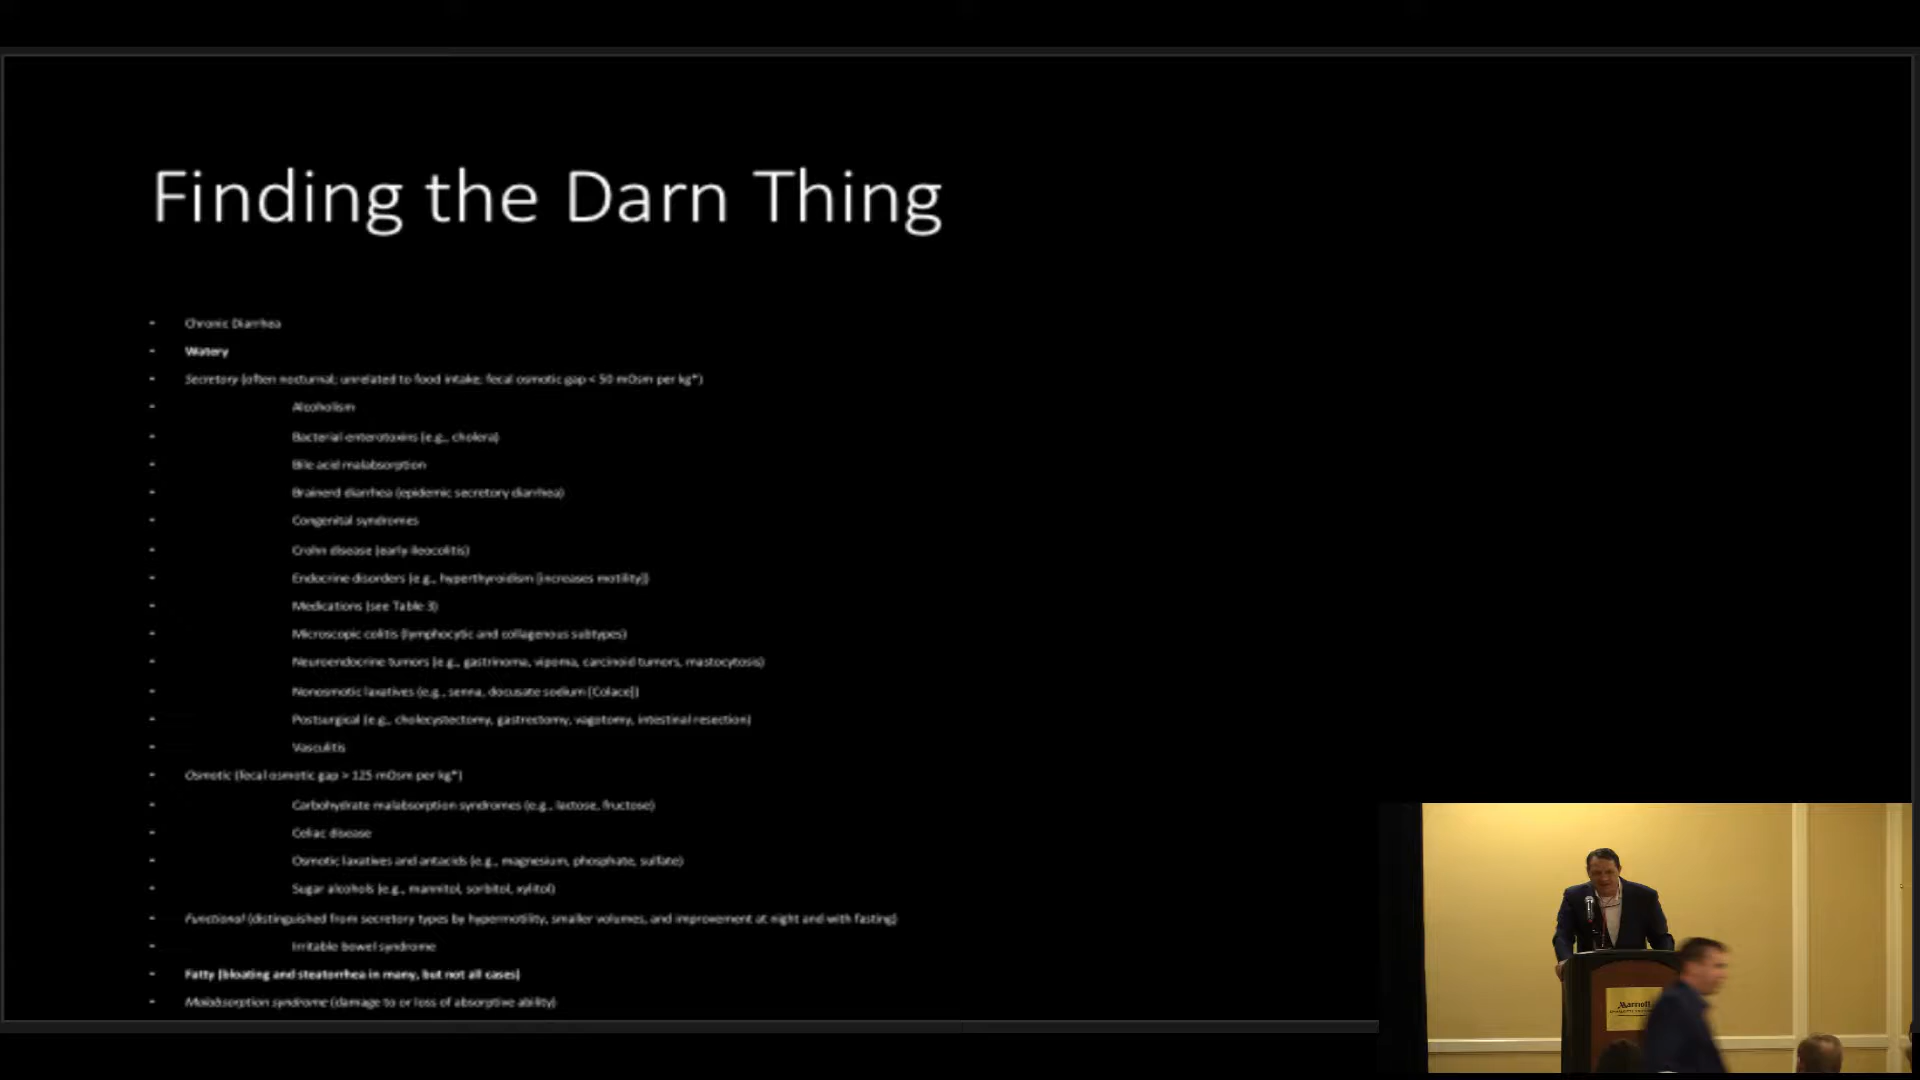 Finding the Darn Thing
• Chronic Diarrhea
• Watery
• Secretory (often nocturnal; unrelated to food intake; fecal osmotic gap < 50 mOsm per kg*)
• Alcoholism
• Bacterial enterotoxins (e.g., cholera)
• Bile acid malabsorption
• Brainerd diarrhea (epidemic secretory diarrhea)
• Congenital syndromes
• Crohn disease (early ileocolitis)
• Endocrine disorders (e.g., hyperthyroidism [increases motility])
• Medications (see Table 3)
• Microscopic colitis (lymphocytic and collagenous subtypes)
• Neuroendocrine tumors (e.g., gastrinoma, vipoma, carcinoid tumors, mastocytosis)
• Nonosmotic laxatives (e.g., senna, docusate sodium [Colace])
• Postsurgical (e.g., cholecystectomy, gastrectomy, vagotomy, intestinal resection)
• Vasculitis
• Osmotic (fecal osmotic gap > 125 mOsm per kg*)
• Carbohydrate malabsorption syndromes (e.g., lactose, fructose)
• Celiac disease
• Osmotic laxatives and antacids (e.g., magnesium, phosphate, sulfate)
• Sugar alcohols (e.g., mannitol, sorbitol, xylitol)
• Functional (distinguished from secretory types by hypermotility, smaller volumes, and improvement at night and with fasting)
• Irritable bowel syndrome
• Fatty (bloating and steatorrhea in many, but not all cases)
• Malabsorption syndrome (damage to or loss of absorptive ability)
Marriott